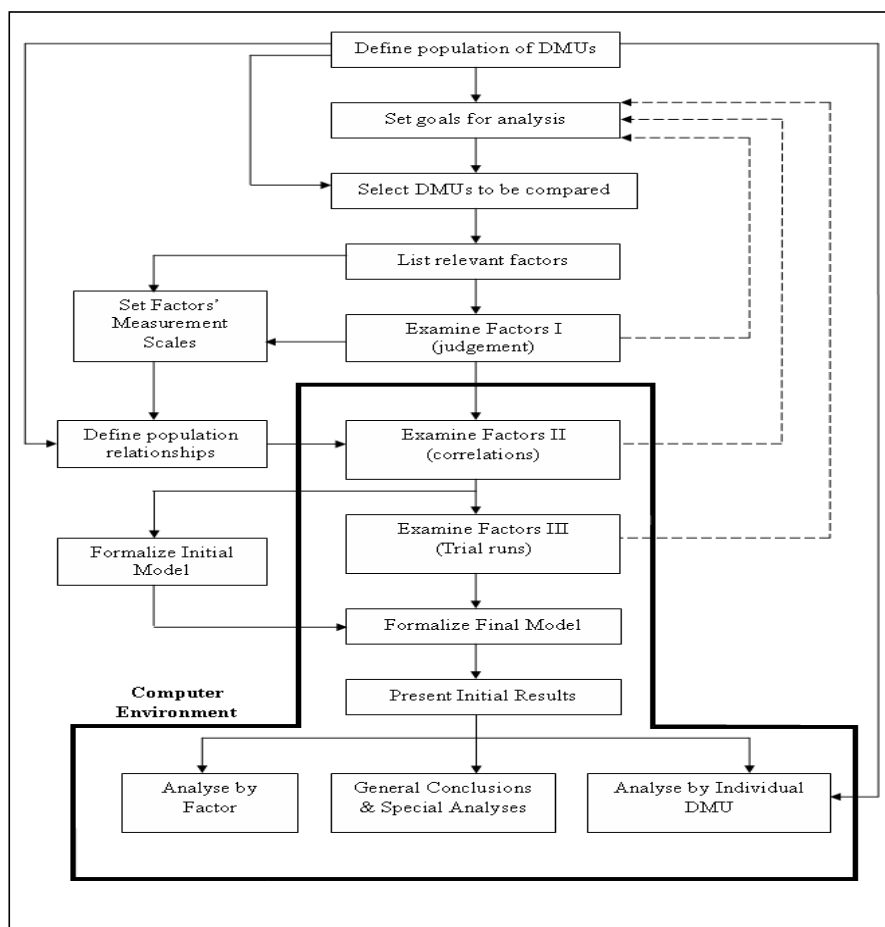 Define population of DMUs
Set goals for analysis
Select DMUs to be compared
List relevant factors
Set Factors'
Measurement
Scales
Examine Factors I
(judgement)
Define population
relationships
Examine Factors II
(correlations)
Examine Factors III
(Trial runs)
Formalize Initial
Model
Formalize Final Model
Present Initial Results
Computer
Environment
Analyse by
Factor
General Conclusions
& Special Analyses
Analyse by Individual
DMU